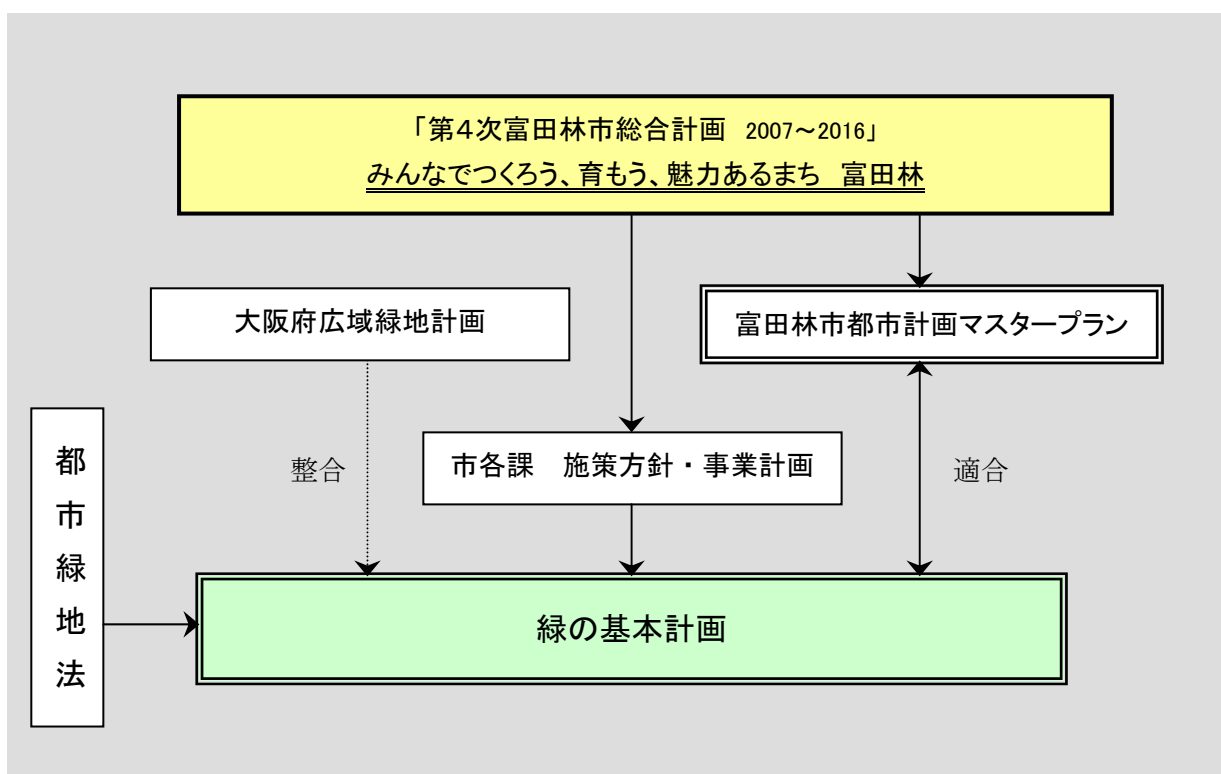 「第4次富田林市総合計画 2007～2016」
みんなでつくろう、育もう、魅力あるまち 富田林
大阪府広域緑地計画
富田林市都市計画マスタープラン
都市緑地法
整合
市各課 施策方針・事業計画
適合
緑の基本計画